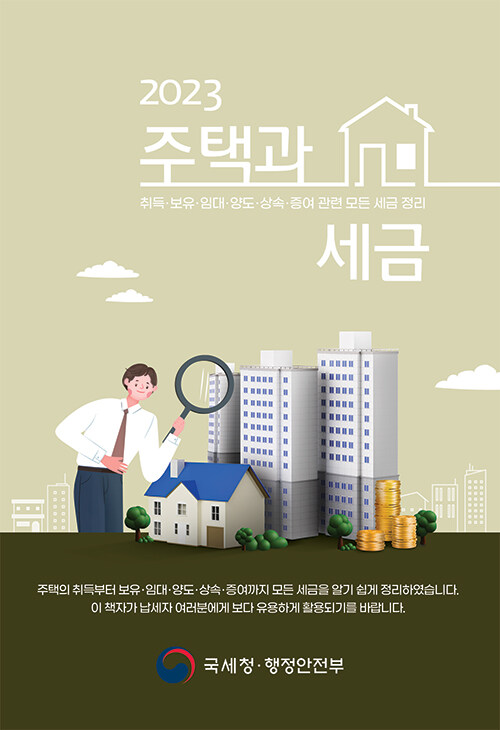 2023
주택과
취득·보유·임대·양도·상속·증여 관련 모든 세금 정리
세금
주택의 취득부터 보유·임대·양도·상속·증여까지 모든 세금을 알기 쉽게 정리하였습니다.
이 책자가 납세자 여러분에게 보다 유용하게 활용되기를 바랍니다.
국세청·행정안전부